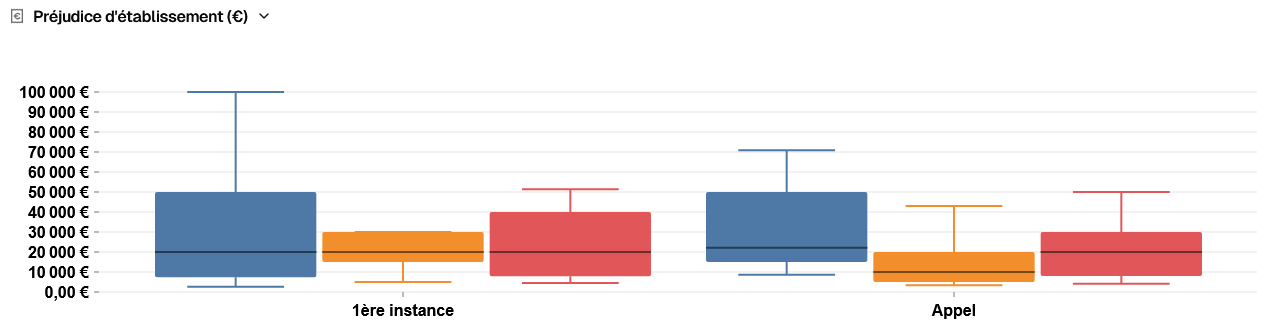 Préjudice d'établissement (€)
100 000 €
90 000 €
80 000 €
70 000 €
60 000 €
50 000 €
40 000 €
30 000 €
20 000 €
10 000 €
0,00 €
1ère instance
Appel